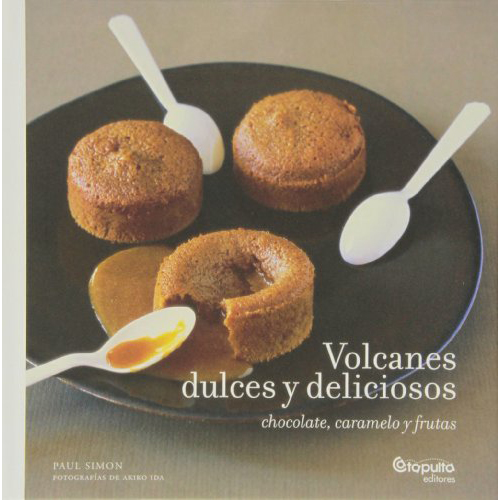 Volcanes
dulces y deliciosos
chocolate, caramelo y frutas
PAUL SIMON
FOTOGRAFÍAS DE AKIKO IDA
Catapulta
editores